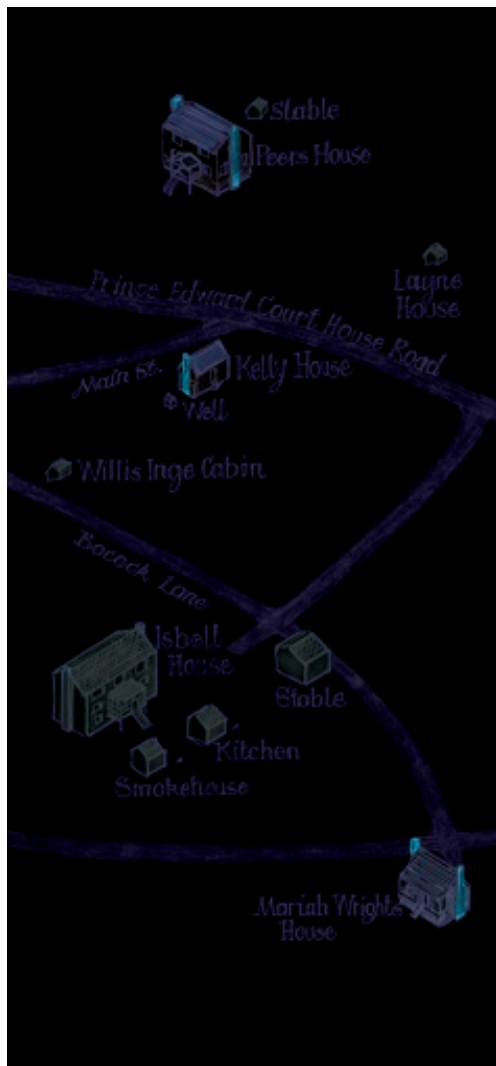 Stable
Peers House
Layne
House
Prince Edward Court House Road
Main St.
Kelly House
Well
Willis Inge Cabin
Bocock Lane
Isbell
House
Stable
Kitchen
Smokehouse
Mariah Wright's
House